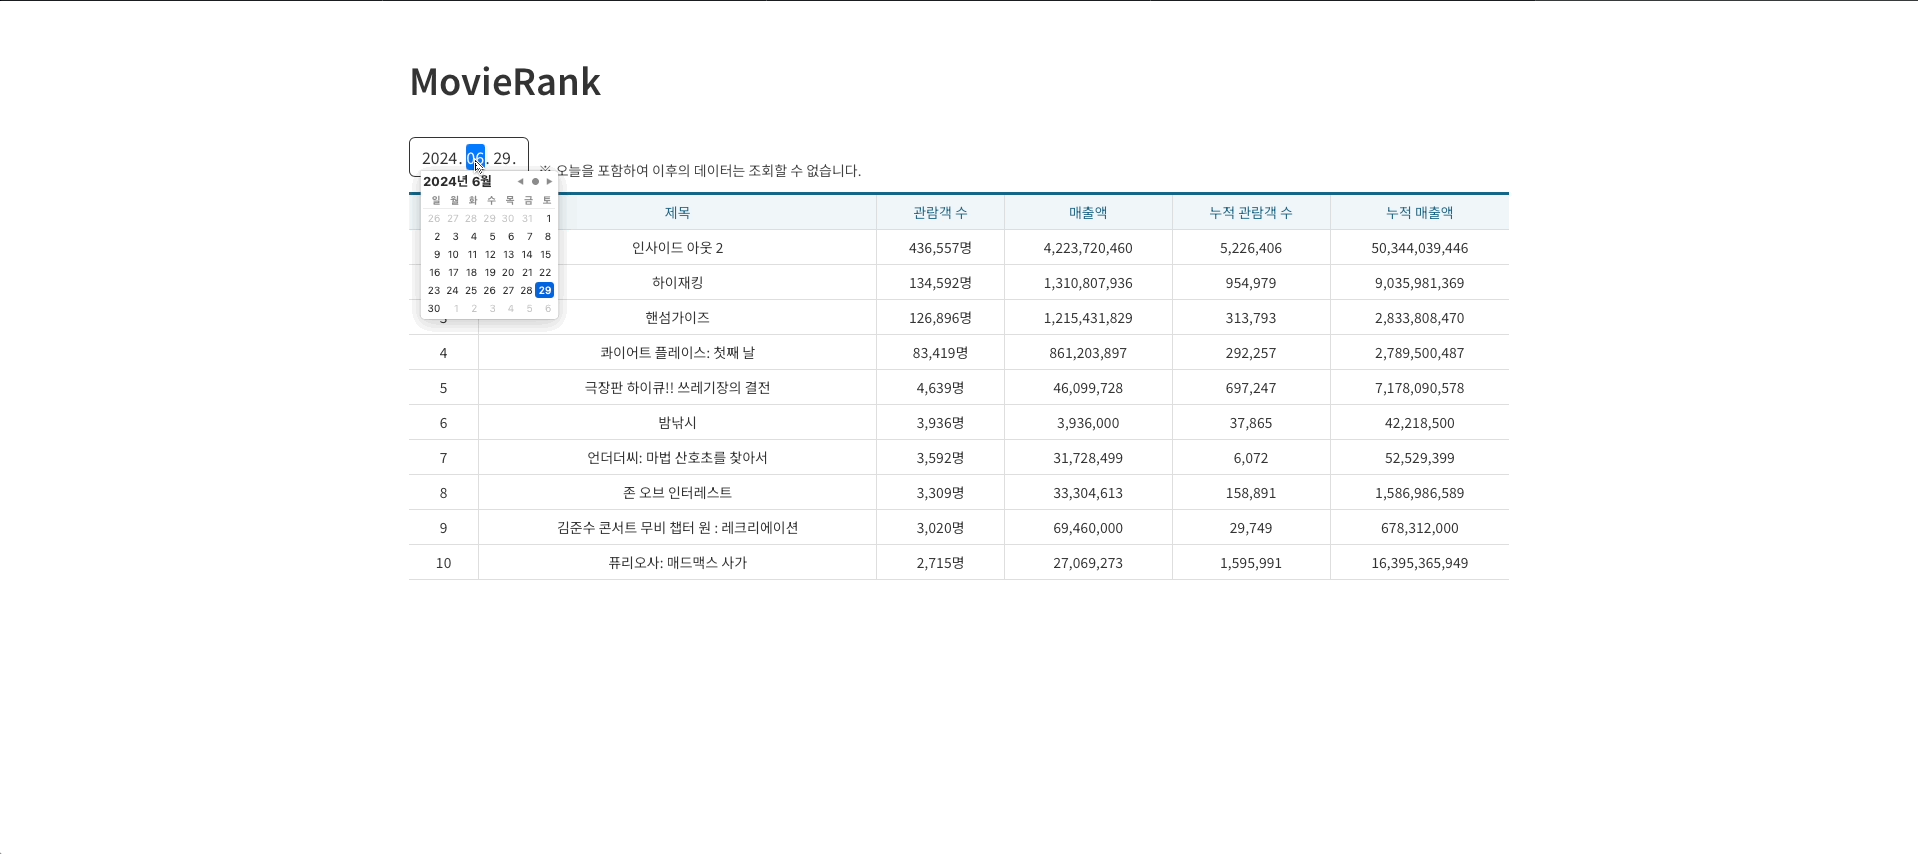 MovieRank
2024. 06. 29.
※ 오늘을 포함하여 이후의 데이터는 조회할 수 없습니다.
2024년 6월
일 월 화 수 목 금 토
26 27 28 29 30 31 1
2 3 4 5 6 7 8
9 10 11 12 13 14 15
16 17 18 19 20 21 22
23 24 25 26 27 28 29
30 1 2 3 4 5 6
제목 관람객 수 매출액 누적 관람객 수 누적 매출액
인사이드 아웃 2 436,557명 4,223,720,460 5,226,406 50,344,039,446
하이재킹 134,592명 1,310,807,936 954,979 9,035,981,369
핸섬가이즈 126,896명 1,215,431,829 313,793 2,833,808,470
4 콰이어트 플레이스: 첫째 날 83,419명 861,203,897 292,257 2,789,500,487
5 극장판 하이큐!! 쓰레기장의 결전 4,639명 46,099,728 697,247 7,178,090,578
6 밤낚시 3,936명 3,936,000 37,865 42,218,500
7 언더더씨: 마법 산호초를 찾아서 3,592명 31,728,499 6,072 52,529,399
8 존 오브 인터레스트 3,309명 33,304,613 158,891 1,586,986,589
9 김준수 콘서트 무비 챕터 원 : 레크리에이션 3,020명 69,460,000 29,749 678,312,000
10 퓨리오사: 매드맥스 사가 2,715명 27,069,273 1,595,991 16,395,365,949